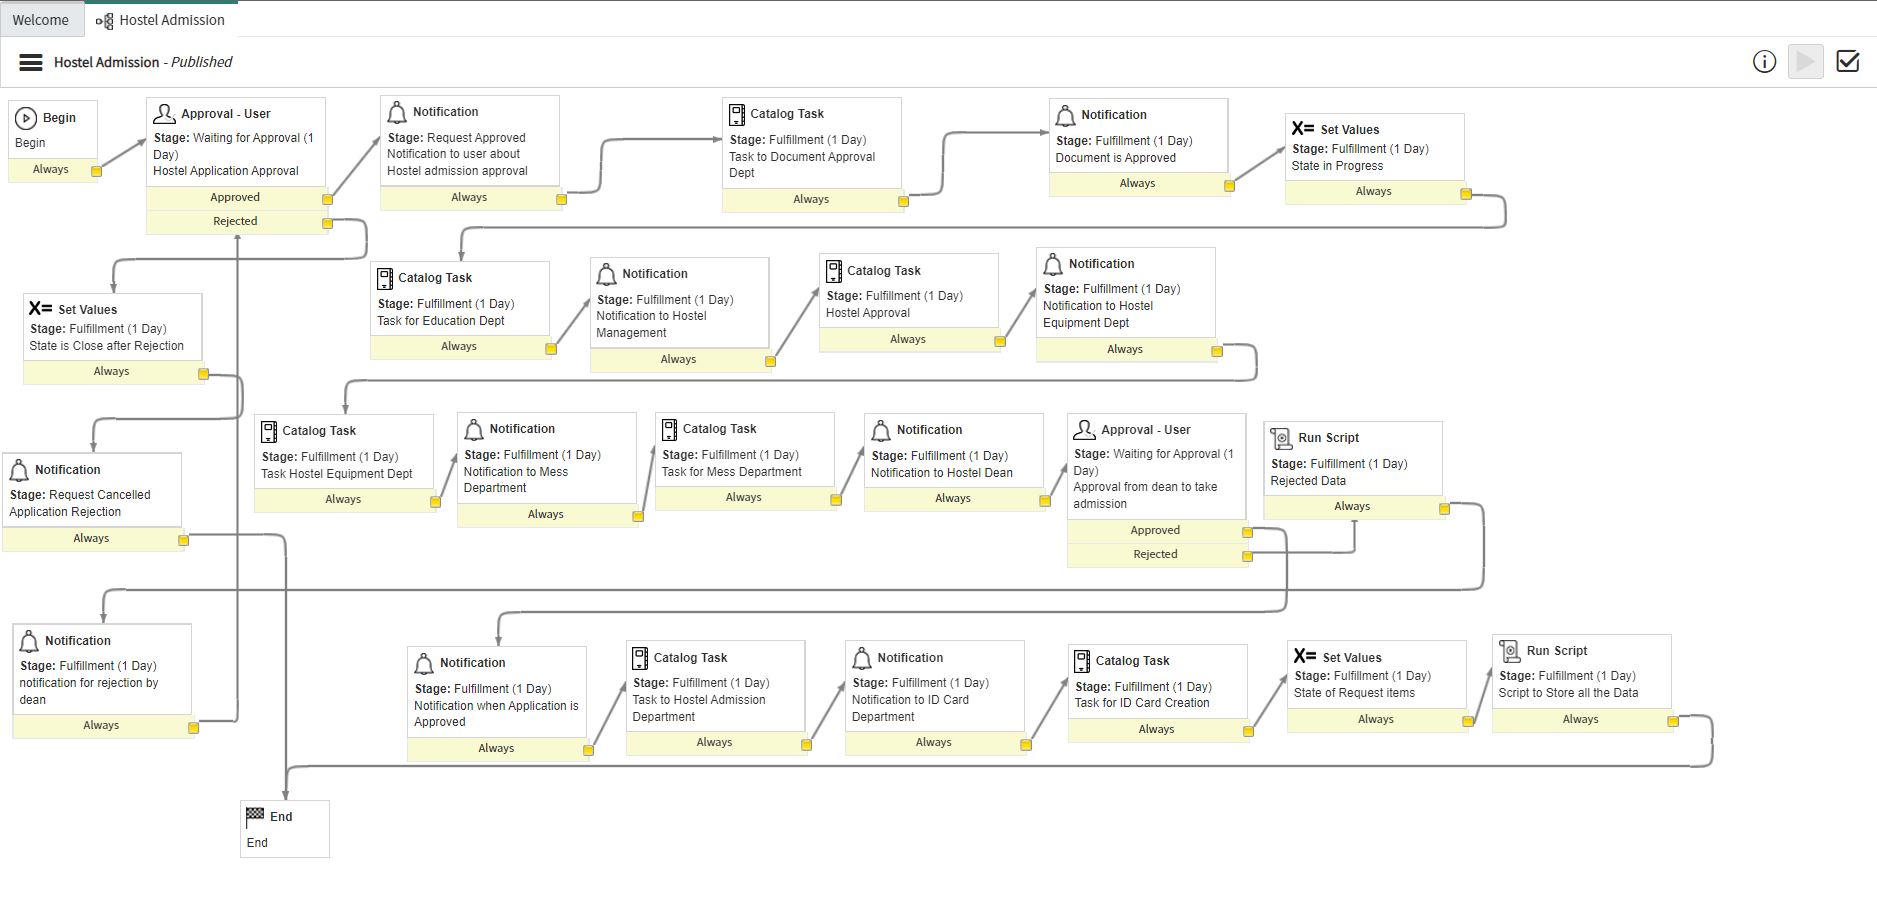 Welcome
Hostel Admission
Hostel Admission - Published
Begin
Begin
Always
Approval - User
Stage: Waiting for Approval (1
Day)
Hostel Application Approval
Approved
Rejected
Notification
Stage: Request Approved
Notification to user about
Hostel admission approval
Always
Catalog Task
Stage: Fulfillment (1 Day)
Task to Document Approval
Dept
Always
Notification
Stage: Fulfillment (1 Day)
Document is Approved
Always
X= Set Values
Stage: Fulfillment (1 Day)
State in Progress
Always
X= Set Values
Stage: Fulfillment (1 Day)
State is Close after Rejection
Always
Catalog Task
Stage: Fulfillment (1 Day)
Task for Education Dept
Always
Notification
Stage: Fulfillment (1 Day)
Notification to Hostel
Management
Always
Catalog Task
Stage: Fulfillment (1 Day)
Hostel Approval
Always
Notification
Stage: Fulfillment (1 Day)
Notification to Hostel
Equipment Dept
Always
Notification
Stage: Request Cancelled
Application Rejection
Always
Catalog Task
Stage: Fulfillment (1 Day)
Task Hostel Equipment Dept
Always
Notification
Stage: Fulfillment (1 Day)
Notification to Mess
Department
Always
Catalog Task
Stage: Fulfillment (1 Day)
Task for Mess Department
Always
Notification
Stage: Fulfillment (1 Day)
Notification to Hostel Dean
Always
Approval - User
Stage: Waiting for Approval (1
Day)
Approval from dean to take
admission
Approved
Rejected
Run Script
Stage: Fulfillment (1 Day)
Rejected Data
Always
Notification
Stage: Fulfillment (1 Day)
notification for rejection by
dean
Always
Notification
Stage: Fulfillment (1 Day)
Notification when Application is
Approved
Always
Catalog Task
Stage: Fulfillment (1 Day)
Task to Hostel Admission
Department
Always
Notification
Stage: Fulfillment (1 Day)
Notification to ID Card
Department
Always
Catalog Task
Stage: Fulfillment (1 Day)
Task for ID Card Creation
Always
X= Set Values
Stage: Fulfillment (1 Day)
State of Request items
Always
Run Script
Stage: Fulfillment (1 Day)
Script to Store all the Data
Always
End
End